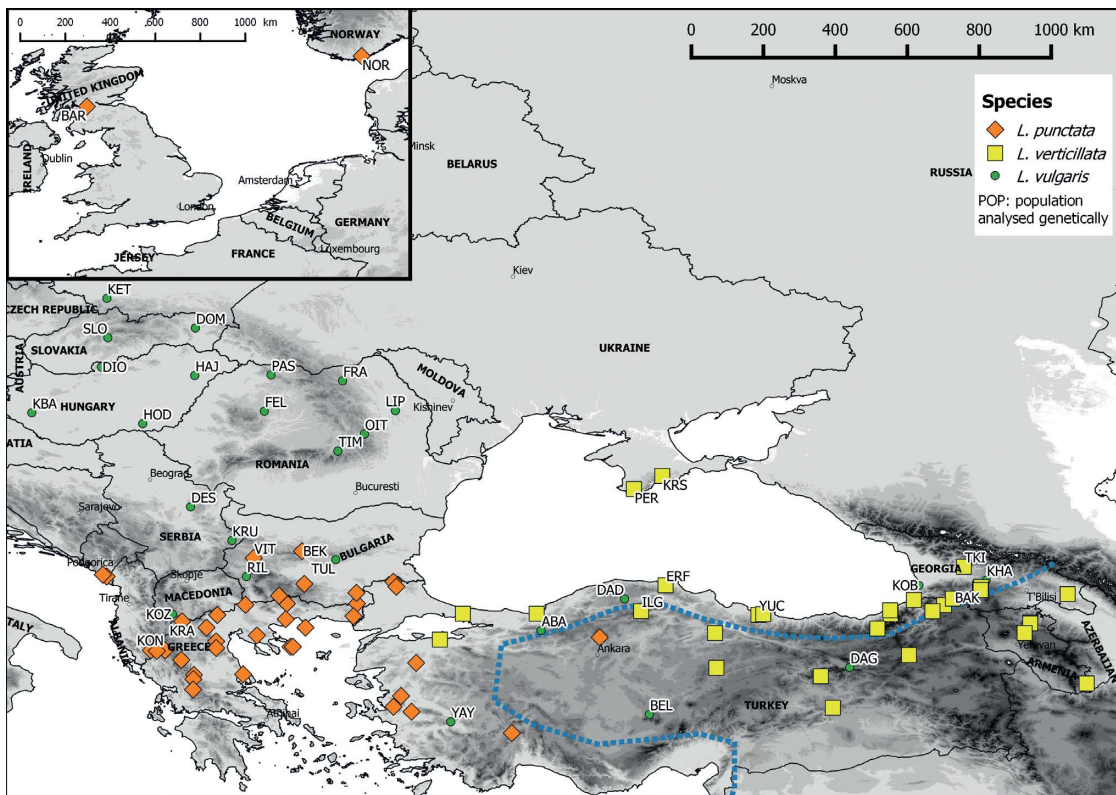 0 200 400 600 800 1000 km
NORWAY
NOR
UNITED KINGDOM
BAR
IRELAND
Dublin
Amsterdam
London
BELGIUM
GERMANY
Luxembourg
JERSEY
FRANCE
0 200 400 600 800 1000 km
Moskva
Species
L. punctata
L. verticillata
L. vulgaris
POP: population
analysed genetically
Minsk
BELARUS
RUSSIA
Kiev
KET
CZECH REPUBLIC
SLO
DOM
SLOVAKIA
UKRAINE
AUSTRIA
DIO
HAJ
PAS
FRA
MOLDOVA
KBA
HUNGARY
FEL
LIP
Kishinev
HOD
OIT
ATIA
TIM
ROMANIA
Beograd
Bucuresti
KRS
PER
DES
Sarajevo
SERBIA
KRU
VIT
BEK
BULGARIA
Podgorica
Skopje
RIL
TUL
TKI
GEORGIA
KHA
MACEDONIA
ERF
KOB
DAD
Tirane
KOZ
ILG
YUC
BAK
T'Bilisi
ABA
KRA
KON
GREECE
ALBANIA
Ankara
Yerevan
AZERBAIJAN
ITALY
DAG
ARMENIA
TURKEY
BEL
YAY
Athinai